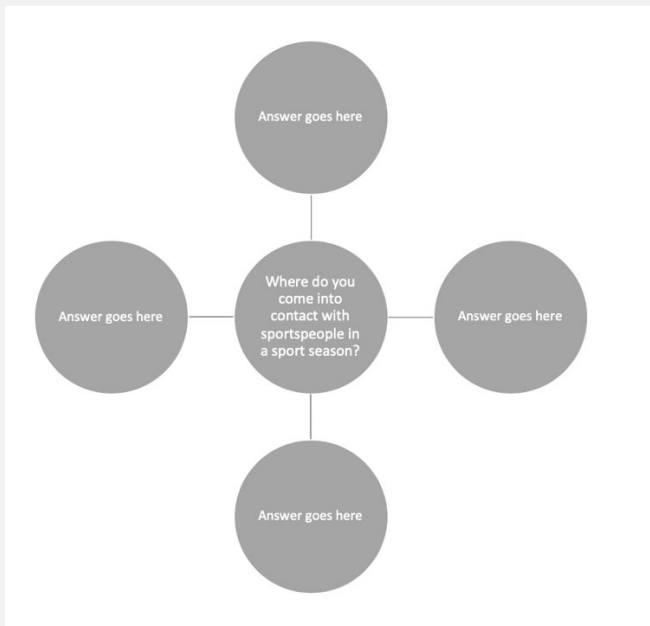 Answer goes here
Answer goes here
Where do you
come into
contact with
sportspeople in
a sport season?
Answer goes here
Answer goes here